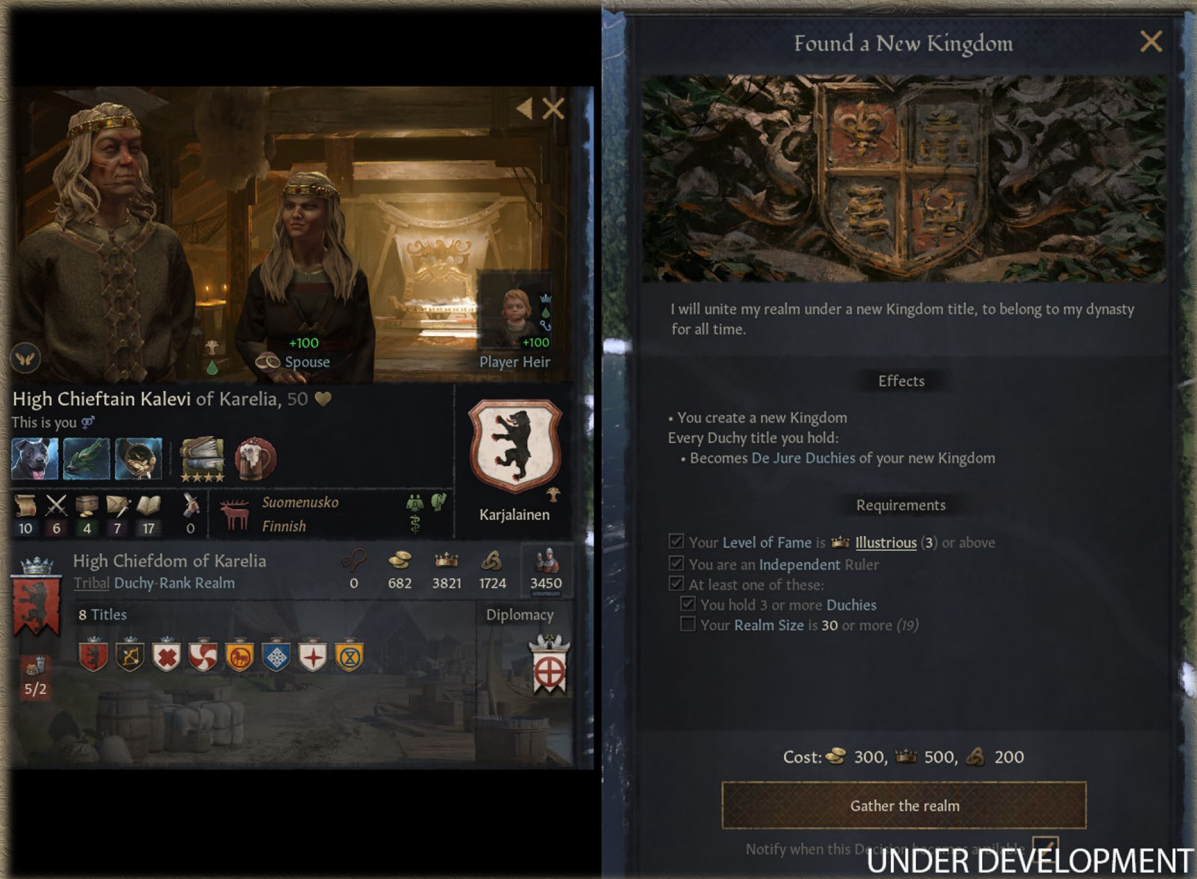 +100
Spouse
+100
Player Heir
High Chieftain Kalevi of Karelia, 50
This is you
10 6 4 7 17 0
Suomenusko
Finnish
Karjalainen
High Chiefdom of Karelia
Tribal Duchy-Rank Realm
0 682 3821 1724 3450
8 Titles
Diplomacy
5/2
Found a New Kingdom
I will unite my realm under a new Kingdom title, to belong to my dynasty
for all time.
Effects
• You create a new Kingdom
Every Duchy title you hold:
• Becomes De Jure Duchies of your new Kingdom
Requirements
Your Level of Fame is Illustrious (3) or above
You are an Independent Ruler
At least one of these:
You hold 3 or more Duchies
Your Realm Size is 30 or more (19)
Cost: 300, 500, 200
Gather the realm
Notify when this Decision becomes available
UNDER DEVELOPMENT